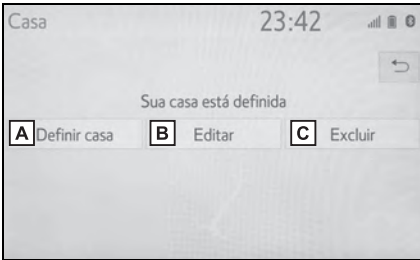 Casa 23:42
Sua casa está definida
A Definir casa B Editar C Excluir